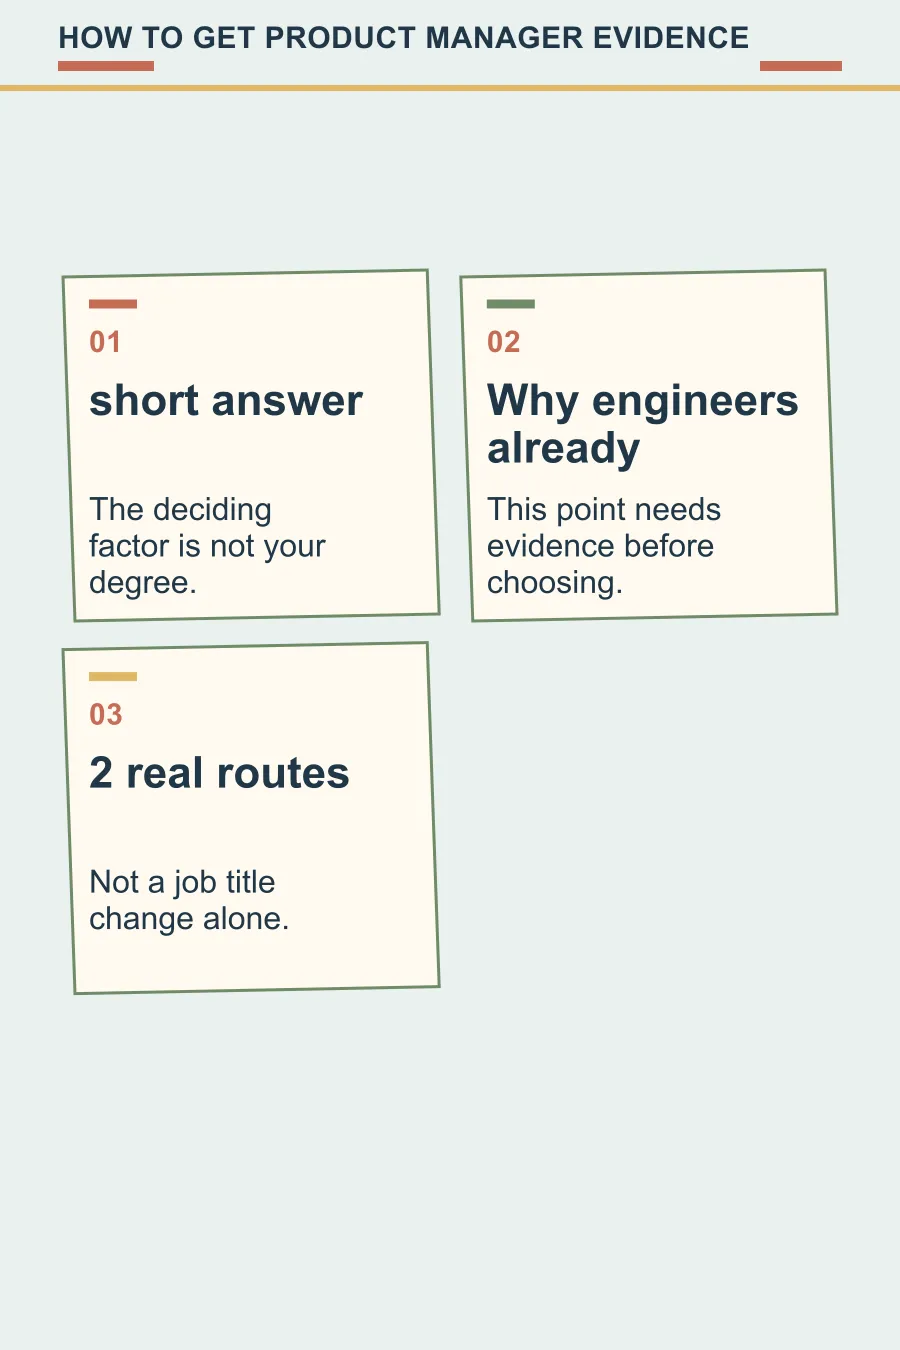 HOW TO GET PRODUCT MANAGER EVIDENCE
01
short answer
The deciding
factor is not your
degree.
02
Why engineers
already
This point needs
evidence before
choosing.
03
2 real routes
Not a job title
change alone.